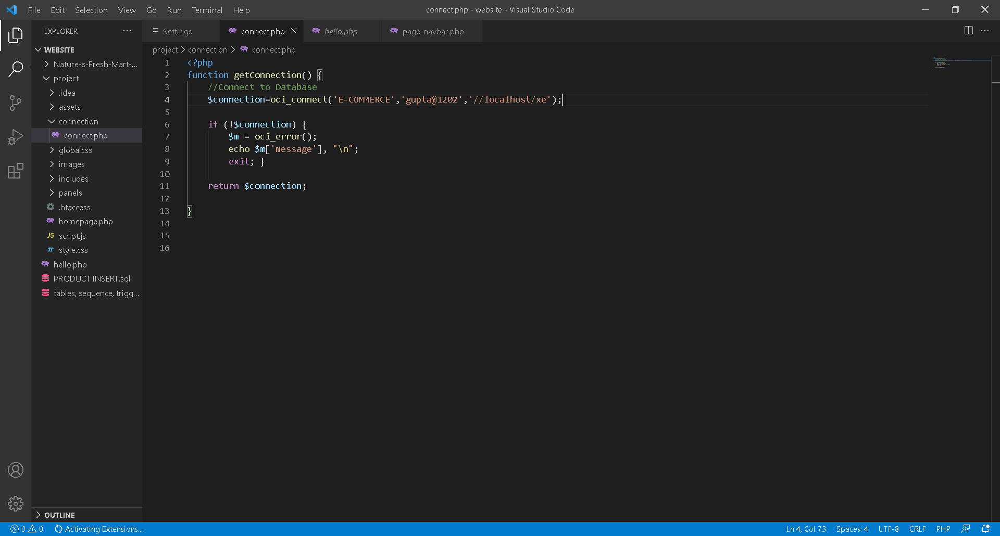 File Edit Selection View Go Run Terminal Help
connect.php - website - Visual Studio Code
EXPLORER ...
Settings
connect.php
hello.php
page-navbar.php
WEBSITE
Nature-s-Fresh-Mart-...
project
.idea
assets
connection
connect.php
globalcss
images
includes
panels
.htaccess
homepage.php
JS script.js
# style.css
hello.php
PRODUCT INSERT.sql
tables, sequence, trigg...
OUTLINE
project > connection > connect.php
1 <?php
2 function getConnection() {
3     //Connect to Database
4     $connection=oci_connect('E-COMMERCE','gupta@1202','//localhost/xe');
5
6     if (!$connection) {
7         $m = oci_error();
8         echo $m['message'], "\n";
9         exit; }
10
11     return $connection;
12
13 }
14
15
16
0 0 Activating Extensions...
Ln 4, Col 73 Spaces: 4 UTF-8 CRLF PHP